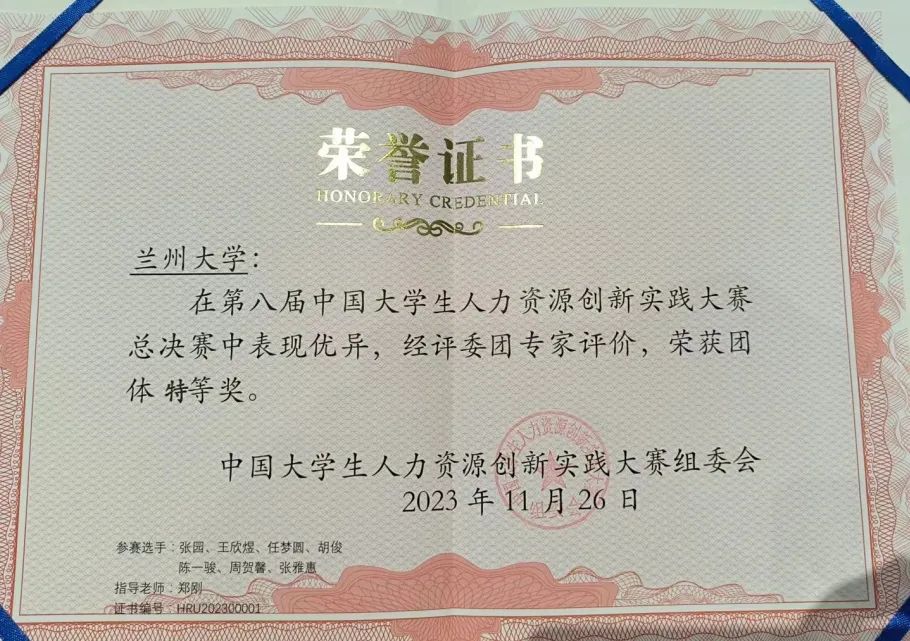 荣誉证书
HONORARY CREDENTIAL
兰州大学：
在第八届中国大学生人力资源创新实践大赛
总决赛中表现优异，经评委团专家评价，荣获团
体 特等奖。
中国大学生人力资源创新实践大赛组委会
2023 年 11 月 26 日
参赛选手：张园、王欣煜、任梦圆、胡俊
陈一骏、周贺馨、张雅惠
指导老师：郑刚
证书编号：HRU202300001